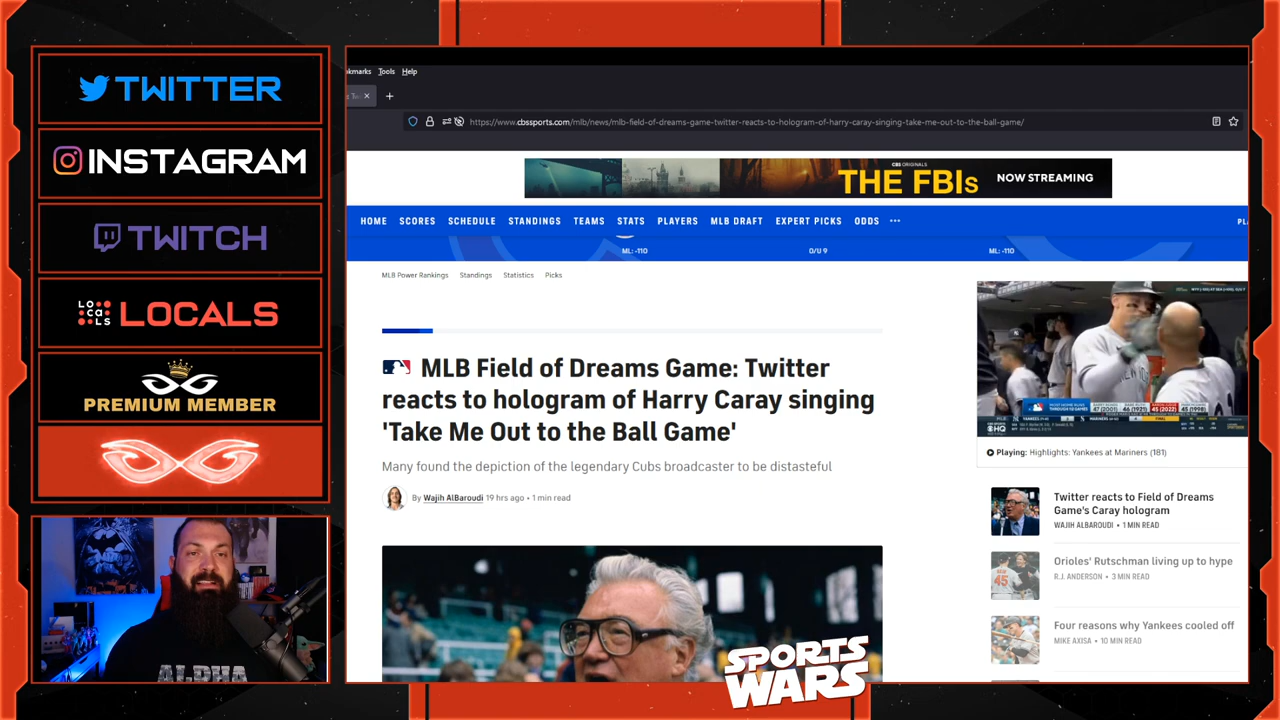 TWITTER
INSTAGRAM
TWITCH
LOCALS
LOCALS
PREMIUM MEMBER
ALPHA
Tools Help
https://www.cbssports.com/mlb/news/mlb-field-of-dreams-game-twitter-reacts-to-hologram-of-harry-caray-singing-take-me-out-to-the-ball-game/
CBS ORIGINALS
THE FBIs NOW STREAMING
HOME SCORES SCHEDULE STANDINGS TEAMS STATS PLAYERS MLB DRAFT EXPERT PICKS ODDS •••
ML: -110 O/U 9 ML: -110
MLB Power Rankings Standings Statistics Picks
MLB Field of Dreams Game: Twitter
reacts to hologram of Harry Caray singing
'Take Me Out to the Ball Game'
Many found the depiction of the legendary Cubs broadcaster to be distasteful
By Wajih AlBaroudi 19 hrs ago • 1 min read
SPORTS
WARS
HQ
Playing: Highlights: Yankees at Mariners (181)
Twitter reacts to Field of Dreams
Game's Caray hologram
WAJIH ALBAROUDI • 1 MIN READ
Orioles' Rutschman living up to hype
R.J. ANDERSON • 3 MIN READ
45
Four reasons why Yankees cooled off
MIKE AXISA • 10 MIN READ